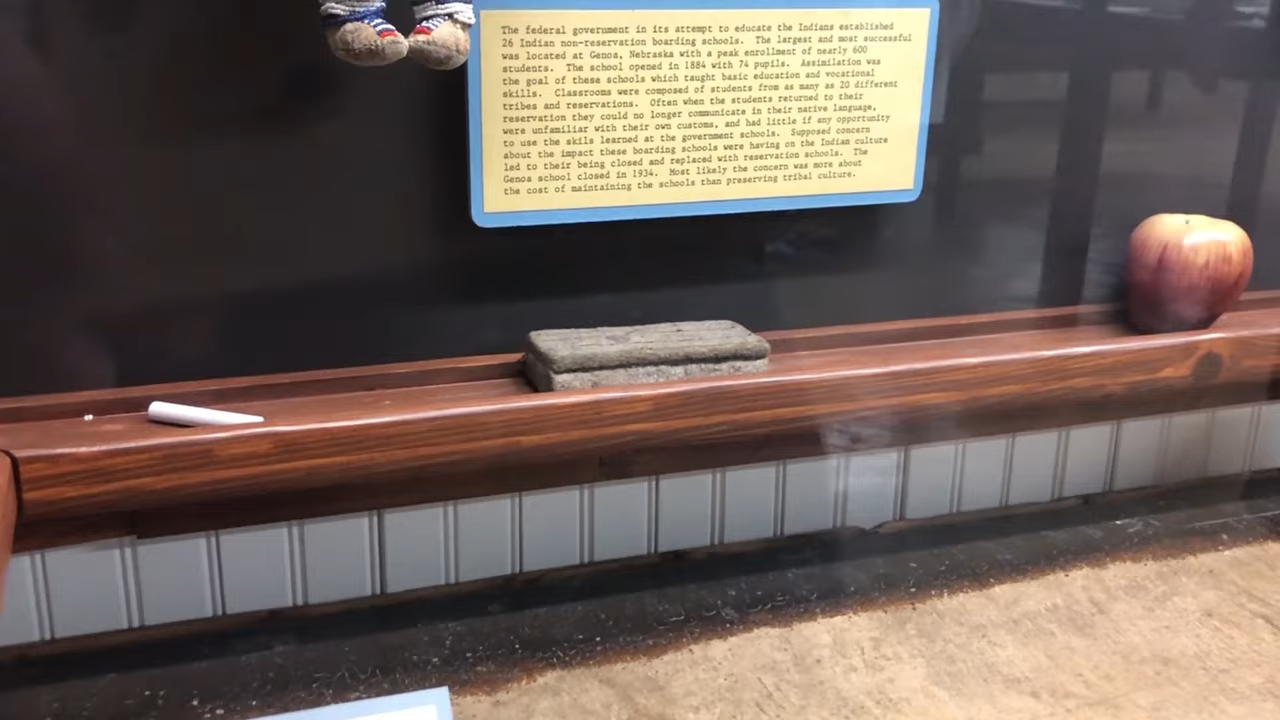 The federal government in its attempt to educate the Indians established
26 Indian non-reservation boarding schools.  The largest and most successful
was located at Genoa, Nebraska with a peak enrollment of nearly 600
students.  The school opened in 1884 with 74 pupils.  Assimilation was
the goal of these schools which taught basic education and vocational
skills.  Classrooms were composed of students from as many as 20 different
tribes and reservations.  Often when the students returned to their
reservation they could no longer communicate in their native language,
were unfamiliar with their own customs, and had little if any opportunity
to use the skils learned at the government schools.  Supposed concern
about the impact these boarding schools were having on the Indian culture
led to their being closed and replaced with reservation schools.  The
Genoa school closed in 1934.  Most likely the concern was more about
the cost of maintaining the schools than preserving tribal culture.